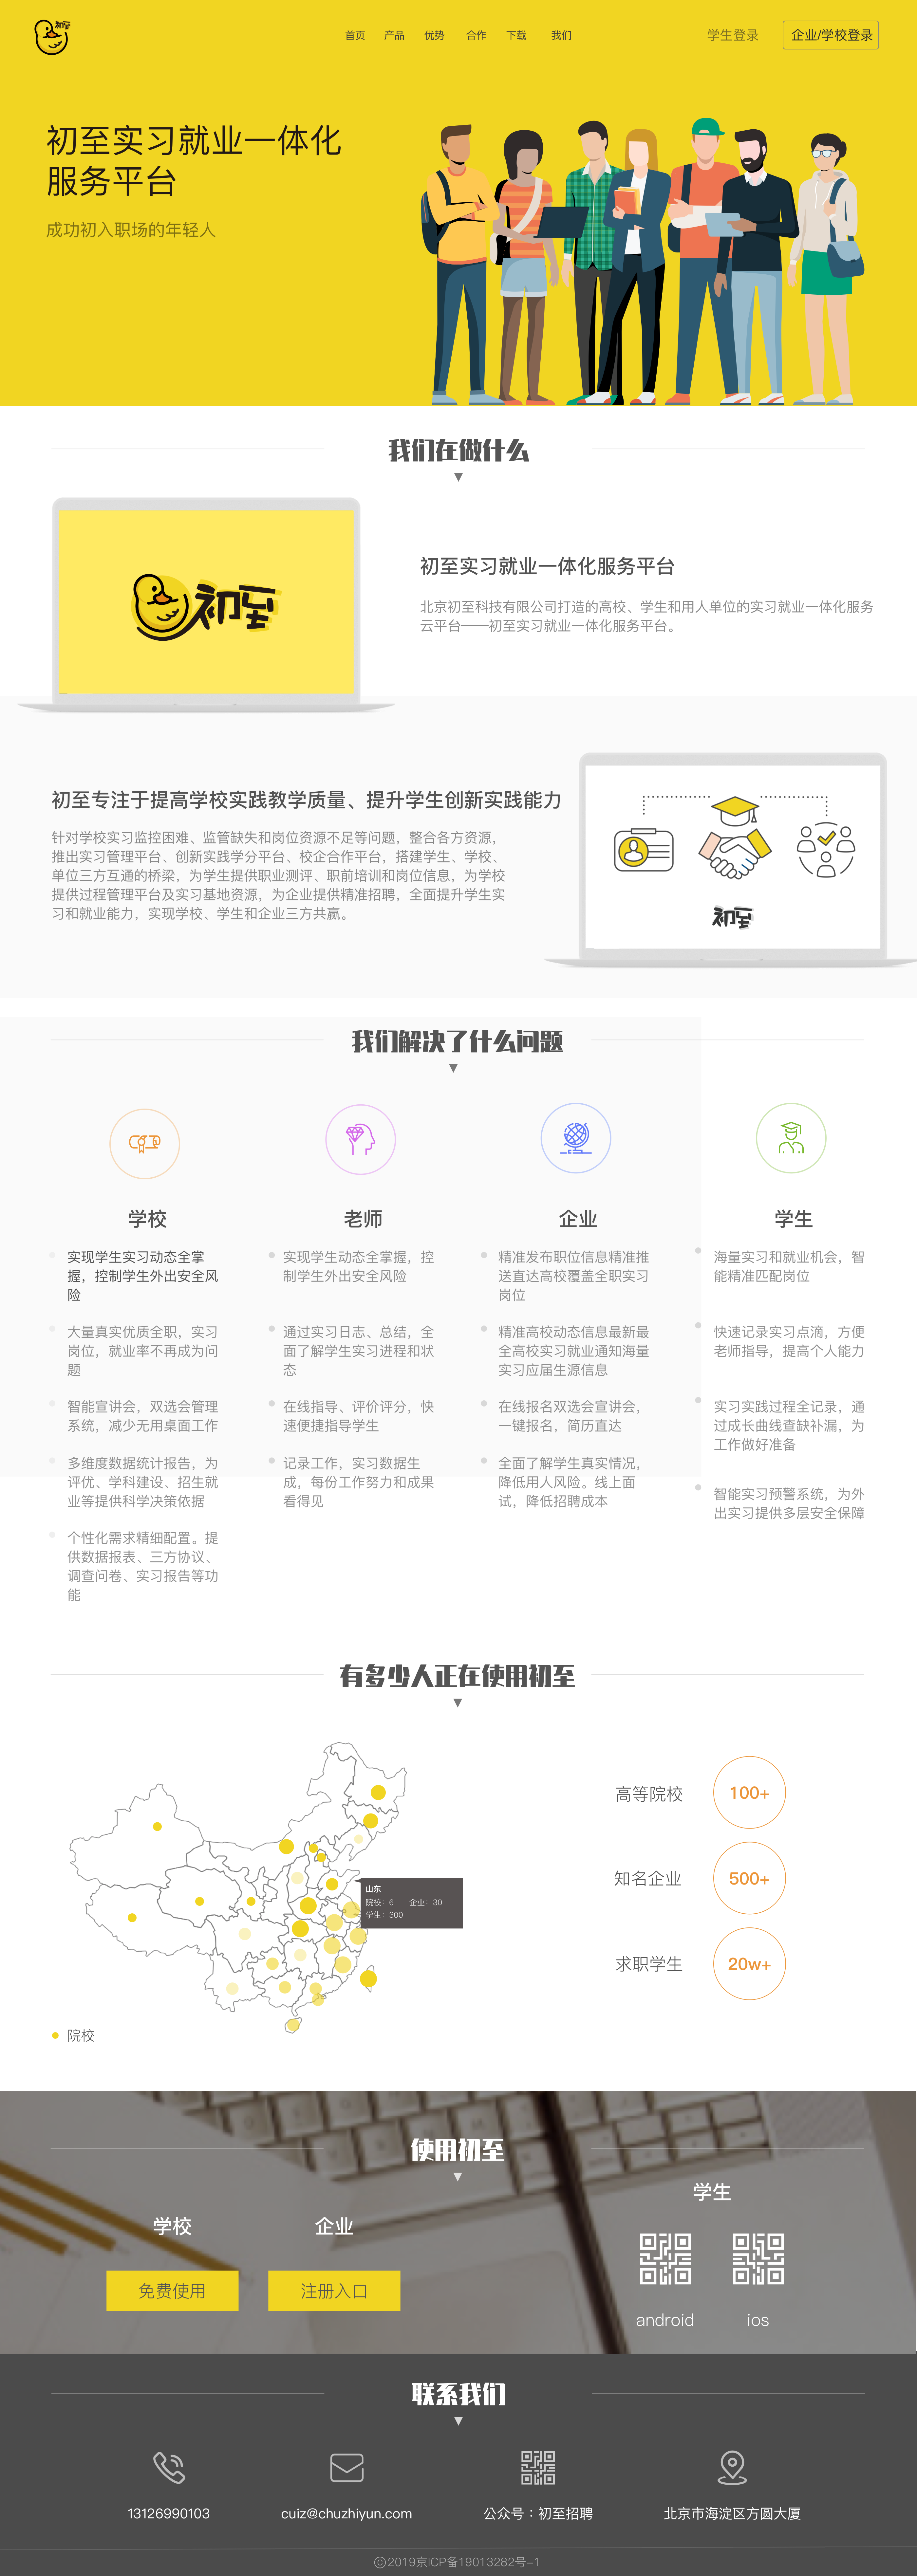 初至
首页 产品 优势 合作 下载 我们
学生登录 企业/学校登录
初至实习就业一体化
服务平台
成功初入职场的年轻人
我们在做什么
初至
初至实习就业一体化服务平台
北京初至科技有限公司打造的高校、学生和用人单位的实习就业一体化服务
云平台——初至实习就业一体化服务平台。
初至专注于提高学校实践教学质量、提升学生创新实践能力
针对学校实习监控困难、监管缺失和岗位资源不足等问题，整合各方资源，
推出实习管理平台、创新实践学分平台、校企合作平台，搭建学生、学校、
单位三方互通的桥梁，为学生提供职业测评、职前培训和岗位信息，为学校
提供过程管理平台及实习基地资源，为企业提供精准招聘，全面提升学生实
习和就业能力，实现学校、学生和企业三方共赢。
初至
我们解决了什么问题
学校
实现学生实习动态全掌
握，控制学生外出安全风
险
大量真实优质全职，实习
岗位，就业率不再成为问
题
智能宣讲会，双选会管理
系统，减少无用桌面工作
多维度数据统计报告，为
评优、学科建设、招生就
业等提供科学决策依据
个性化需求精细配置。提
供数据报表、三方协议、
调查问卷、实习报告等功
能
老师
实现学生动态全掌握，控
制学生外出安全风险
通过实习日志、总结，全
面了解学生实习进程和状
态
在线指导、评价评分，快
速便捷指导学生
记录工作，实习数据生
成，每份工作努力和成果
看得见
企业
精准发布职位信息精准推
送直达高校覆盖全职实习
岗位
精准高校动态信息最新最
全高校实习就业通知海量
实习应届生源信息
在线报名双选会宣讲会，
一键报名，简历直达
全面了解学生真实情况，
降低用人风险。线上面
试，降低招聘成本
学生
海量实习和就业机会，智
能精准匹配岗位
快速记录实习点滴，方便
老师指导，提高个人能力
实习实践过程全记录，通
过成长曲线查缺补漏，为
工作做好准备
智能实习预警系统，为外
出实习提供多层安全保障
有多少人正在使用初至
山东
院校：6 企业：30
学生：300
院校
高等院校 100+
知名企业 500+
求职学生 20w+
使用初至
学校
免费使用
企业
注册入口
学生
android ios
联系我们
13126990103
cuiz@chuzhiyun.com
公众号：初至招聘
北京市海淀区方圆大厦
©2019京ICP备19013282号-1